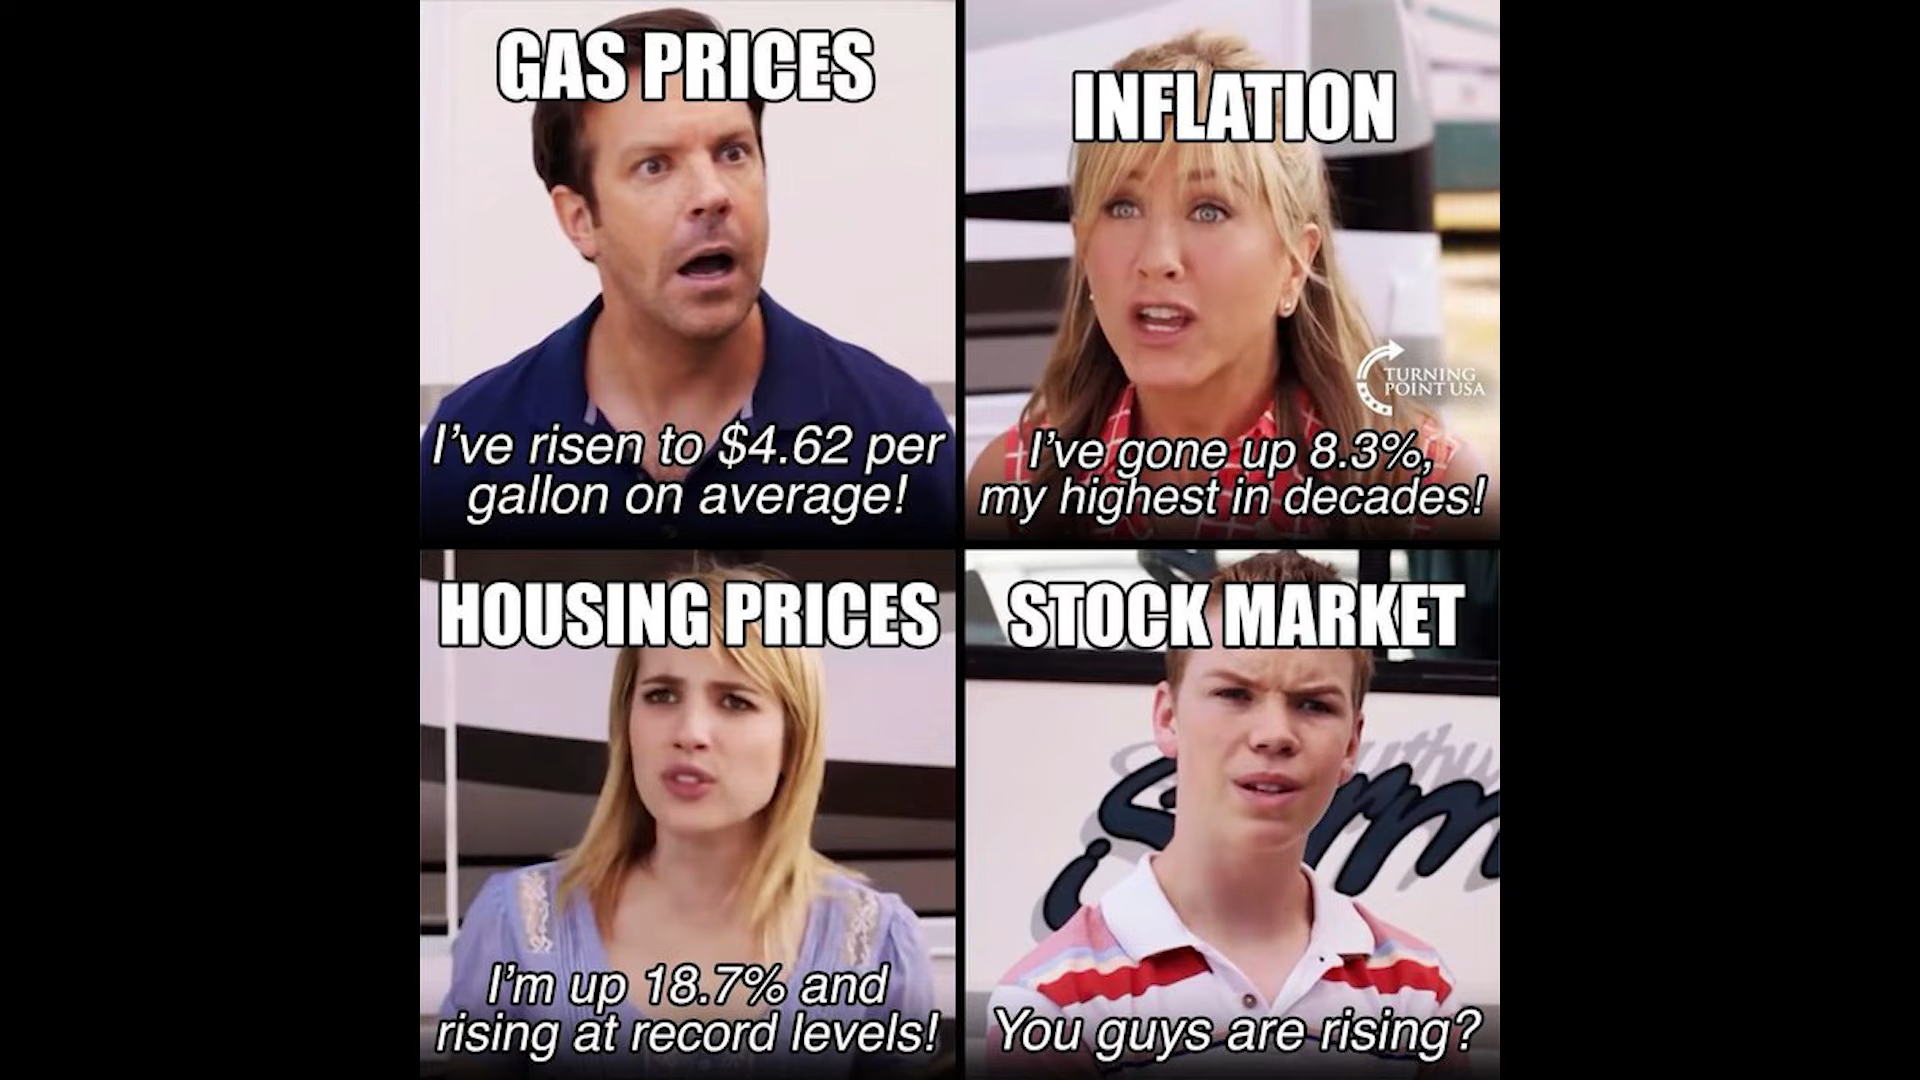 GAS PRICES
I've risen to $4.62 per
gallon on average!
INFLATION
TURNING
POINT USA
I've gone up 8.3%,
my highest in decades!
HOUSING PRICES
I'm up 18.7% and
rising at record levels!
STOCK MARKET
You guys are rising?